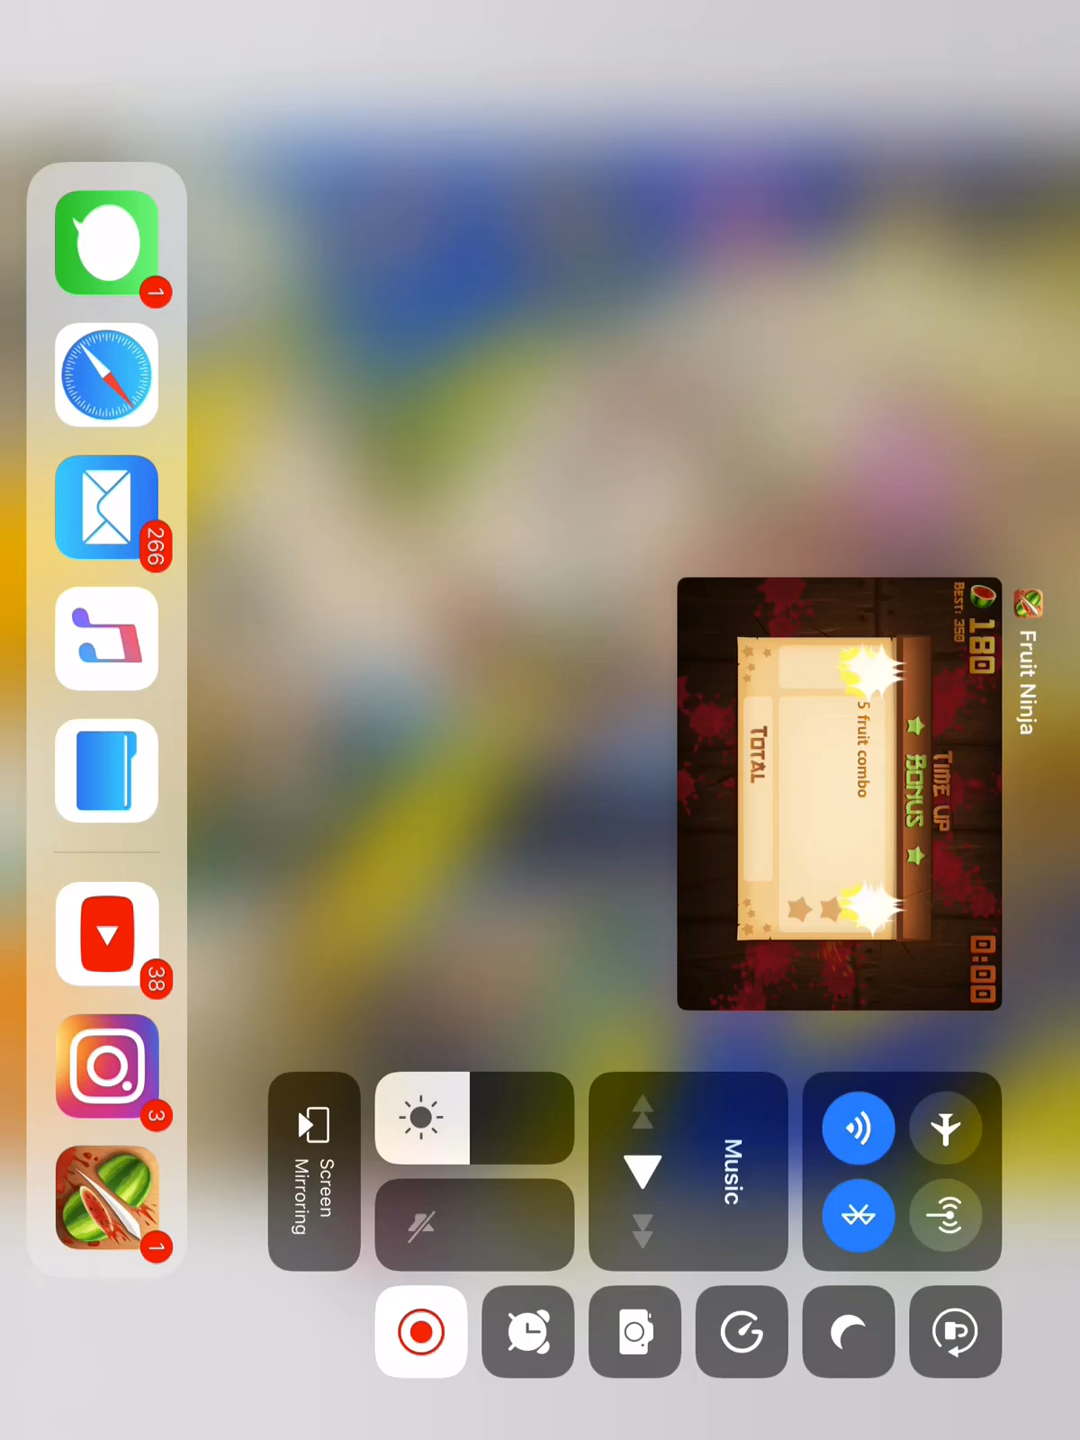 Fruit Ninja
180
BEST: 350
0:00
TIME UP
BONUS
5 fruit combo
TOTAL
Music
Screen
Mirroring
1
266
38
3
1